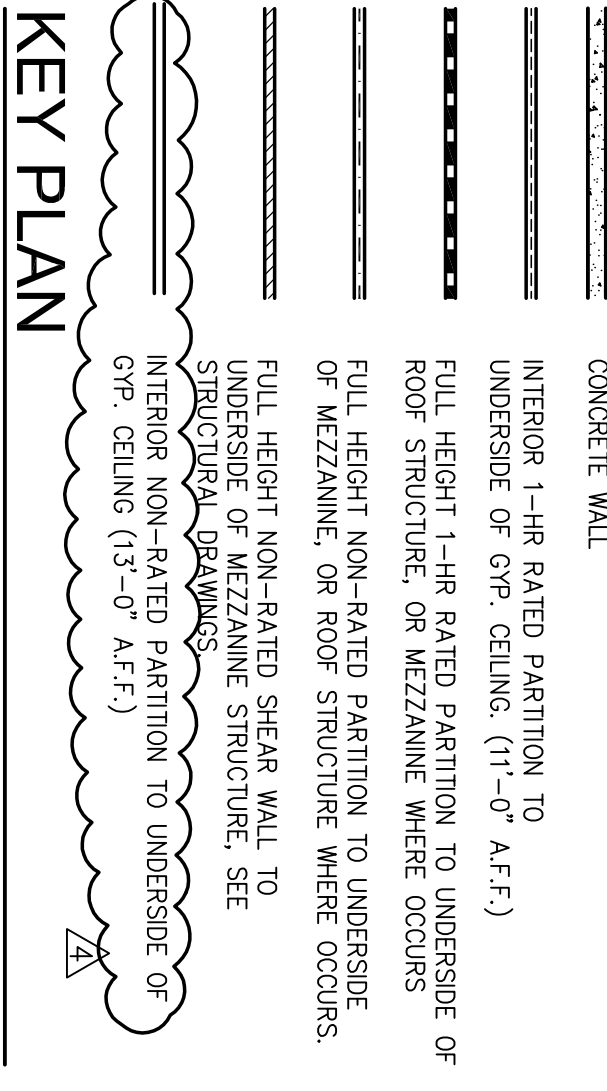 CONCRETE WALL
INTERIOR 1-HR RATED PARTITION TO
UNDERSIDE OF GYP. CEILING. (11'-0" A.F.F.)
FULL HEIGHT 1-HR RATED PARTITION TO UNDERSIDE OF
ROOF STRUCTURE, OR MEZZANINE WHERE OCCURS
FULL HEIGHT NON-RATED PARTITION TO UNDERSIDE
OF MEZZANINE, OR ROOF STRUCTURE WHERE OCCURS.
FULL HEIGHT NON-RATED SHEAR WALL TO
UNDERSIDE OF MEZZANINE STRUCTURE, SEE
STRUCTURAL DRAWINGS.
INTERIOR NON-RATED PARTITION TO UNDERSIDE OF
GYP. CEILING (13'-0" A.F.F.)
4
KEY PLAN